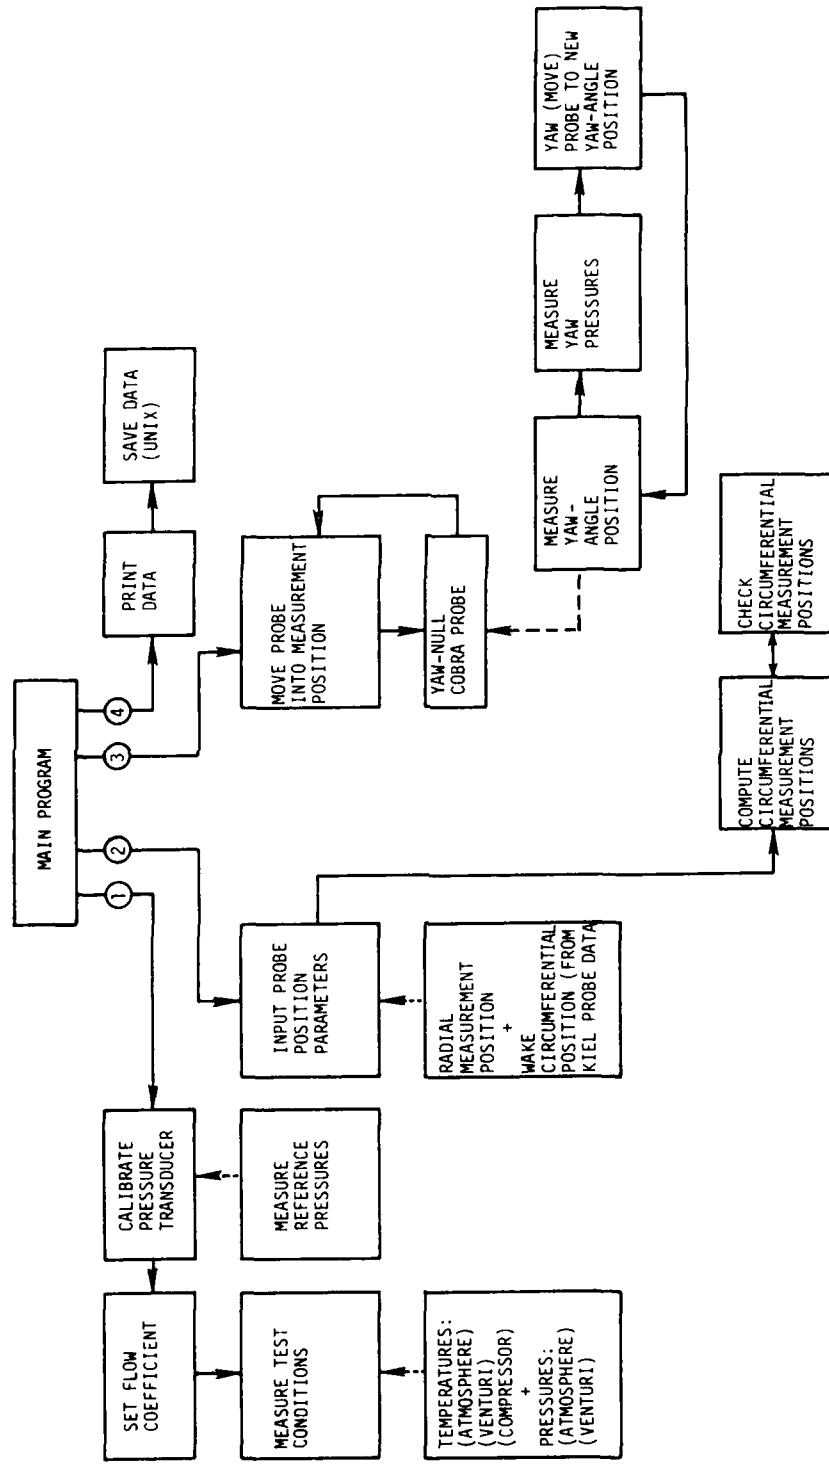 MAIN PROGRAM
1
2
3
4
SET FLOW
COEFFICIENT
CALIBRATE
PRESSURE
TRANSDUCER
PRINT
DATA
SAVE DATA
(UNIX)
MEASURE TEST
CONDITIONS
MEASURE
REFERENCE
PRESSURES
INPUT PROBE
POSITION
PARAMETERS
MOVE PROBE
INTO MEASUREMENT
POSITION
TEMPERATURES:
(ATMOSPHERE)
(VENTURI)
(COMPRESSOR)
+
PRESSURES:
(ATMOSPHERE)
(VENTURI)
RADIAL
MEASUREMENT
POSITION
+
WAKE
CIRCUMFERENTIAL
POSITION (FROM
KIEL PROBE DATA
YAW-NULL
COBRA PROBE
MEASURE
YAW-
ANGLE
POSITION
MEASURE
YAW
PRESSURES
YAW (MOVE)
PROBE TO NEW
YAW-ANGLE
POSITION
COMPUTE
CIRCUMFERENTIAL
MEASUREMENT
POSITIONS
CHECK
CIRCUMFERENTIAL
MEASUREMENT
POSITIONS